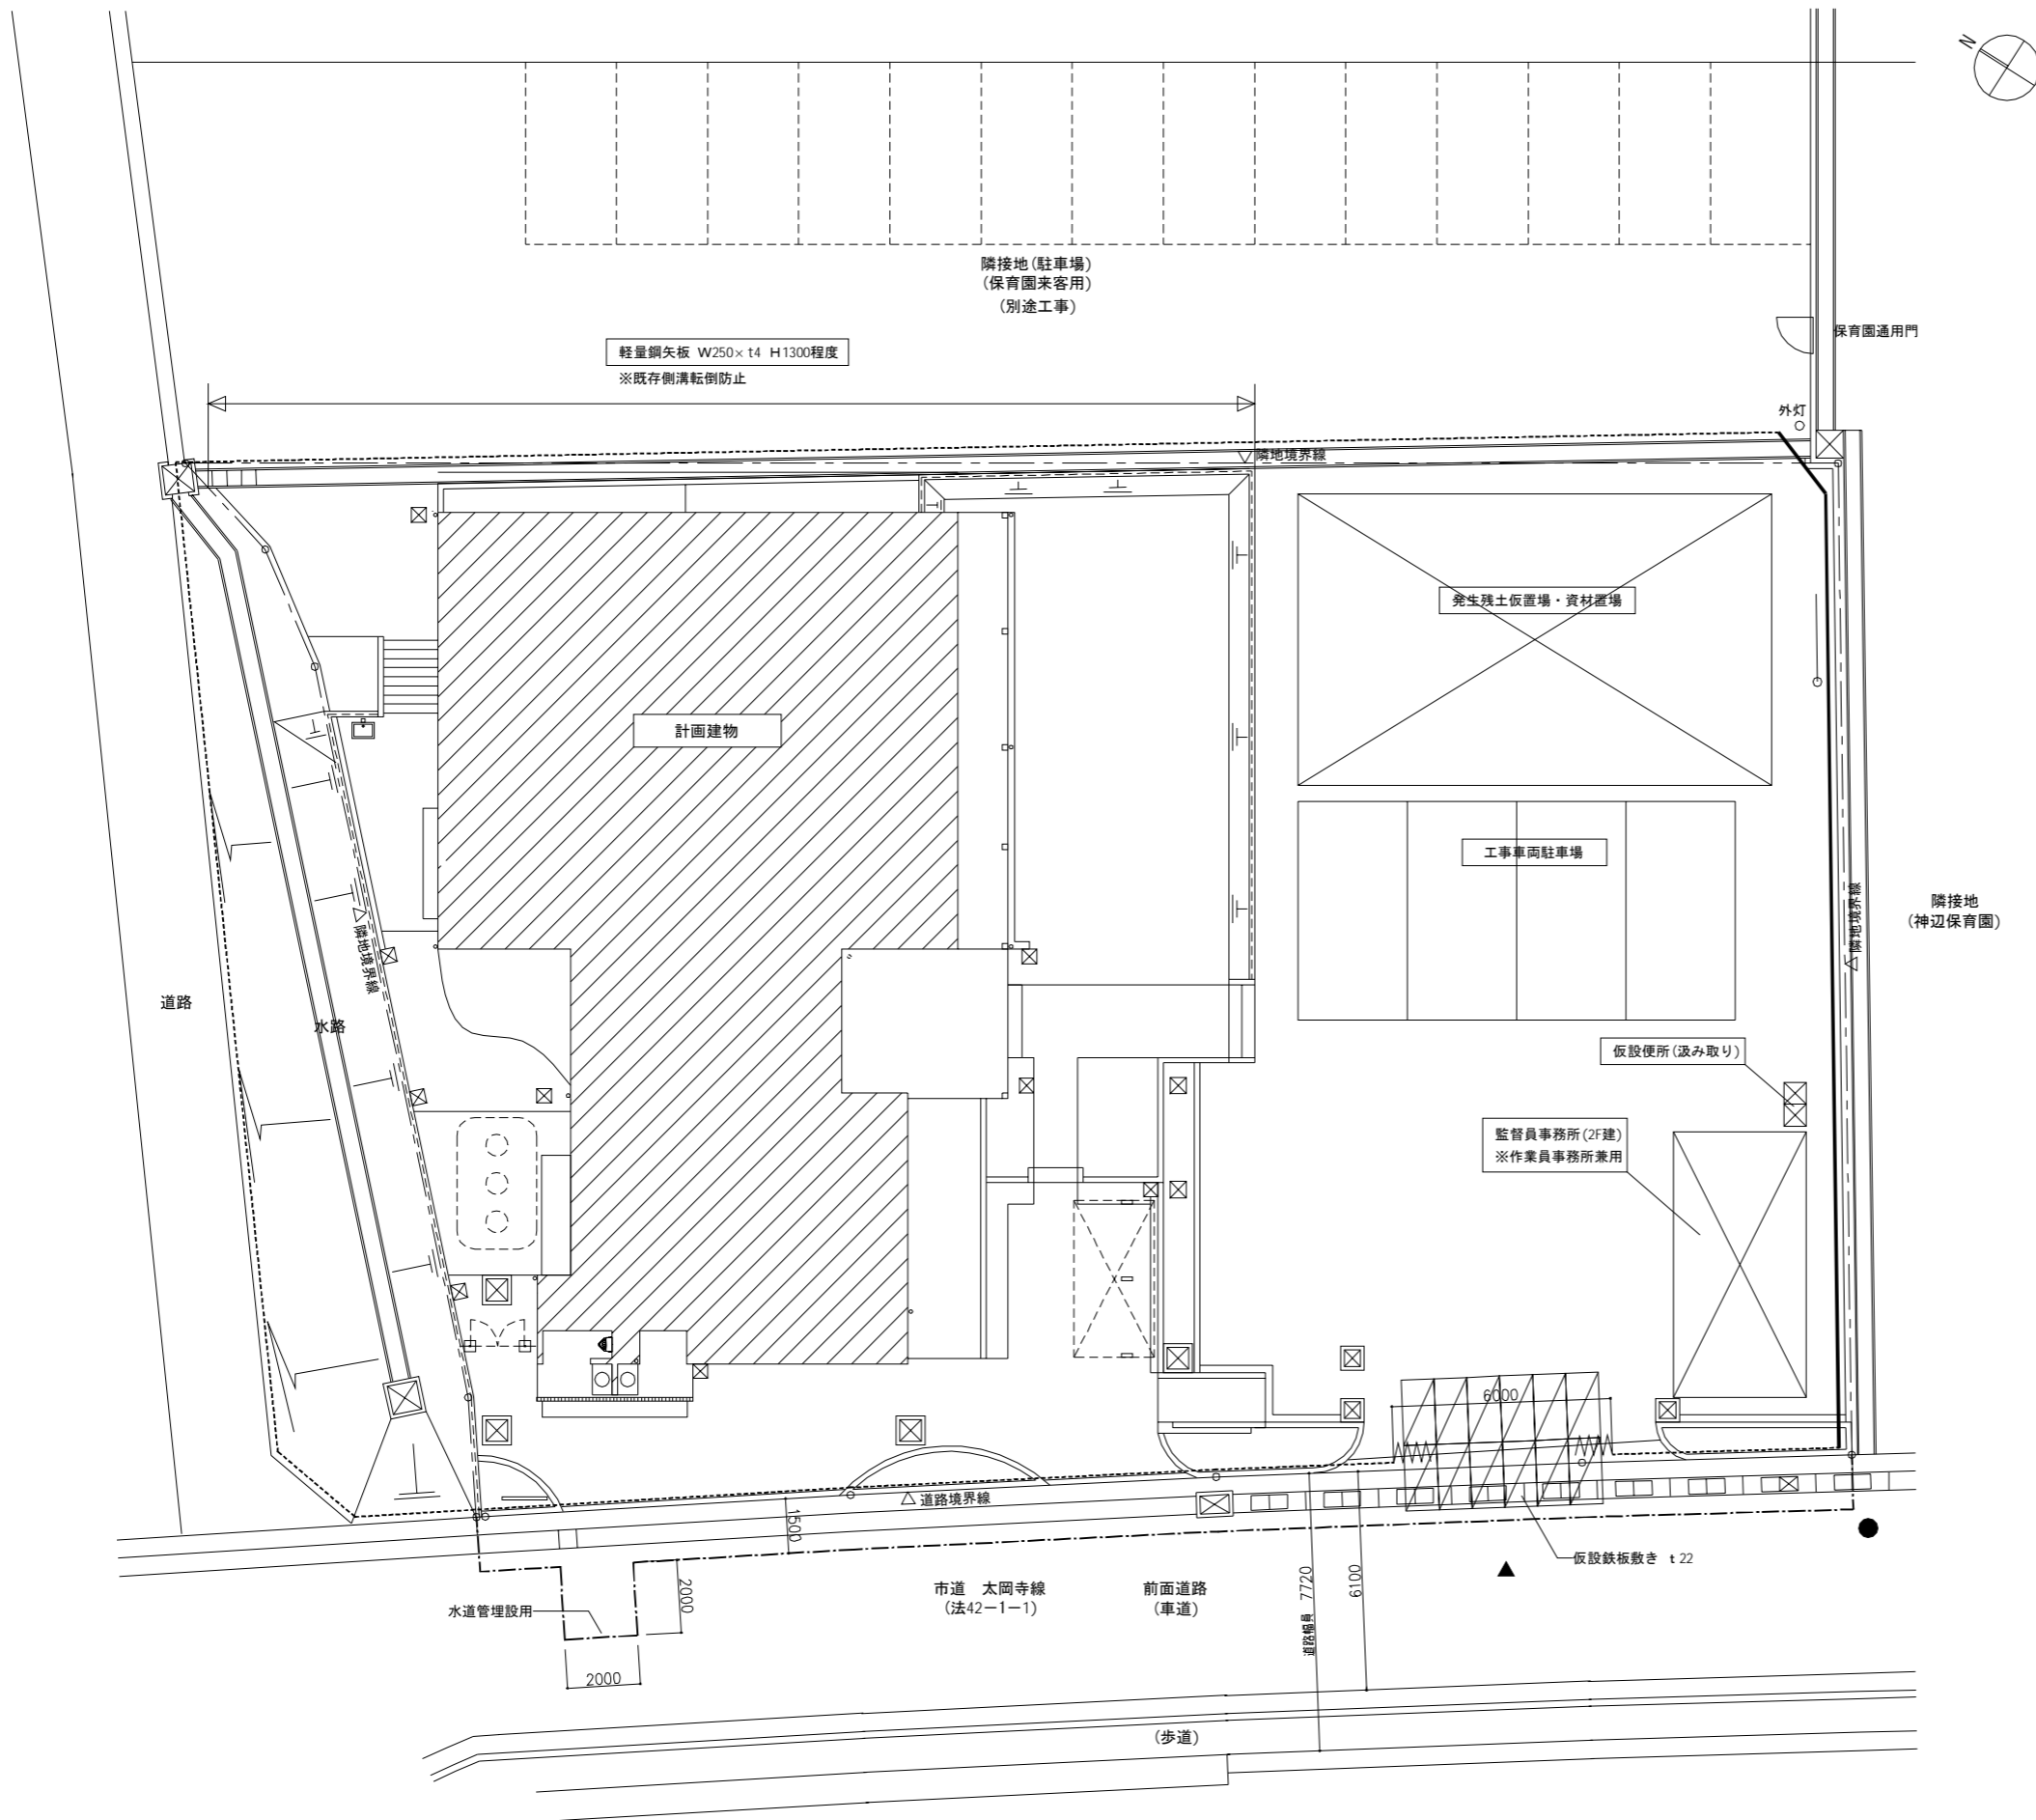 N
隣接地(駐車場)
(保育園来客用)
(別途工事)
保育園通用門
軽量鋼矢板 W250×t4 H1300程度
※既存側溝転倒防止
外灯
▽隣地境界線
発生残土仮置場・資材置場
計画建物
工事車両駐車場
隣接地
(神辺保育園)
△隣地境界線
△隣地境界線
道路
水路
仮設便所(汲み取り)
監督員事務所(2F建)
※作業員事務所兼用
6000
△道路境界線
1500
仮設鉄板敷き t22
市道 太岡寺線
(法42-1-1)
前面道路
(車道)
道路幅員 7720
6100
2000
水道管埋設用
2000
(歩道)